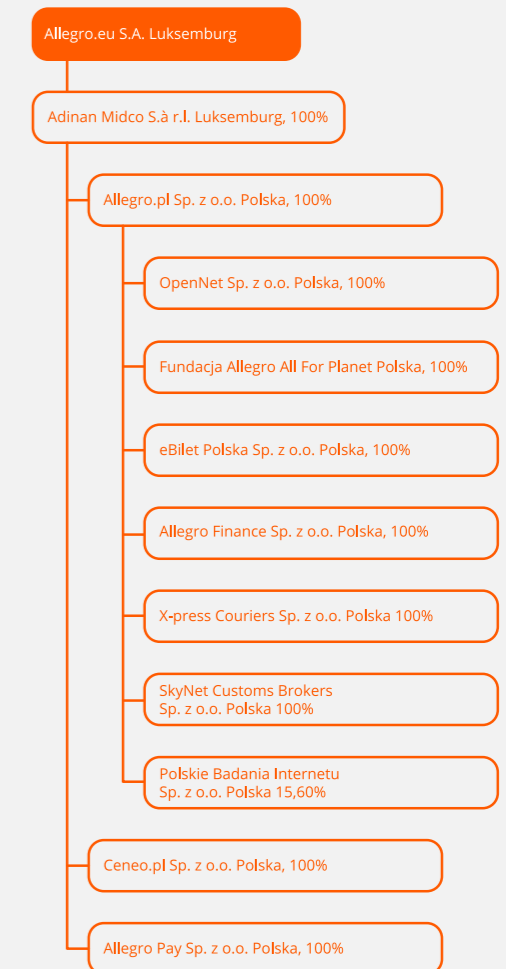 Allegro.eu S.A. Luksemburg
Adinan Midco S.à r.l. Luksemburg, 100%
Allegro.pl Sp. z o.o. Polska, 100%
OpenNet Sp. z o.o. Polska, 100%
Fundacja Allegro All For Planet Polska, 100%
eBilet Polska Sp. z o.o. Polska, 100%
Allegro Finance Sp. z o.o. Polska, 100%
X-press Couriers Sp. z o.o. Polska 100%
SkyNet Customs Brokers
Sp. z o.o. Polska 100%
Polskie Badania Internetu
Sp. z o.o. Polska 15,60%
Ceneo.pl Sp. z o.o. Polska, 100%
Allegro Pay Sp. z o.o. Polska, 100%